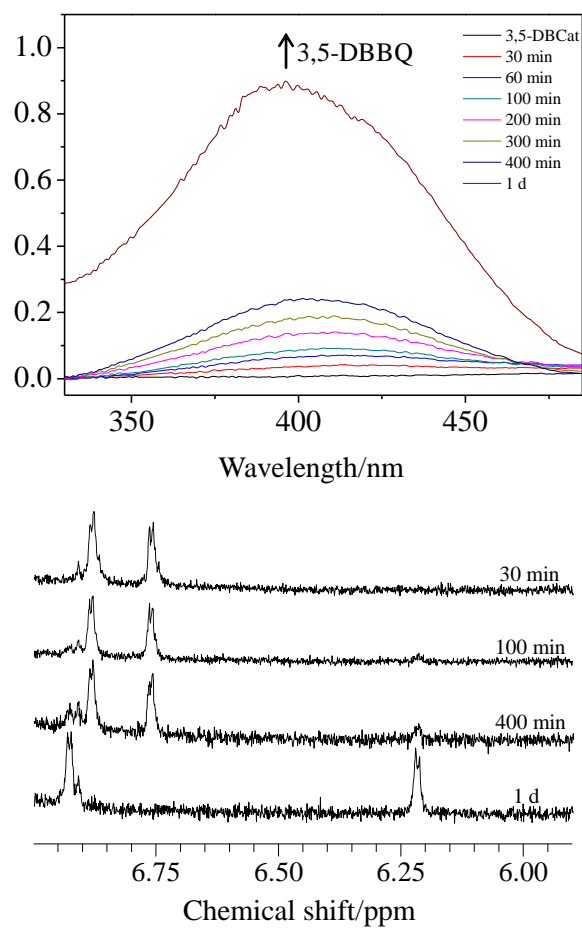 1.0
0.8
0.6
0.4
0.2
0.0
3,5-DBBQ
3,5-DBCat
30 min
60 min
100 min
200 min
300 min
400 min
1 d
350
400
450
Wavelength/nm
30 min
100 min
400 min
1 d
6.75
6.50
6.25
6.00
Chemical shift/ppm